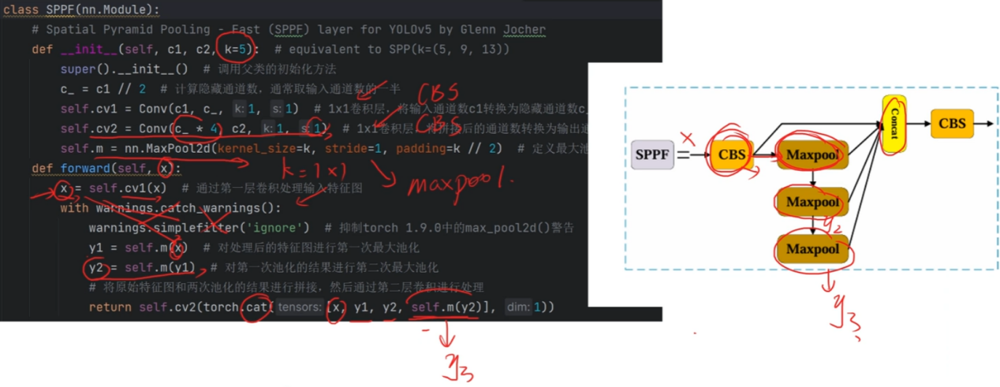 class SPPF(nn.Module):
# Spatial Pyramid Pooling - Fast (SPPF) layer for YOLOv5 by Glenn Jocher
def __init__(self, c1, c2, k=5): # equivalent to SPP(k=(5, 9, 13))
super().__init__() # 调用父类的初始化方法
c_ = c1 // 2 # 计算隐藏通道数，通常取输入通道数的一半
CBS
self.cv1 = Conv(c1, c_, k: 1, s: 1) # 1x1卷积层，将输入通道数c1转换为隐藏通道数c_
CBS
self.cv2 = Conv(c_ * 4, c2, k: 1, s: 1) # 1x1卷积层，将拼接后的通道数转换为输出通
self.m = nn.MaxPool2d(kernel_size=k, stride=1, padding=k // 2) # 定义最大池
def forward(self, x):
k=1×1
maxpool.
x = self.cv1(x) # 通过第一层卷积处理输入特征图
with warnings.catch_warnings():
warnings.simplefilter('ignore') # 抑制torch 1.9.0中的max_pool2d()警告
y1 = self.m(x) # 对处理后的特征图进行第一次最大池化
y2 = self.m(y1) # 对第一次池化的结果进行第二次最大池化
# 将原始特征图和两次池化的结果进行拼接，然后通过第二层卷积进行处理
return self.cv2(torch.cat(tensors: [x, y1, y2, self.m(y2)], dim: 1))
y3
SPPF
x
CBS
Maxpool
Maxpool
y2
Maxpool
Concat
CBS
y3